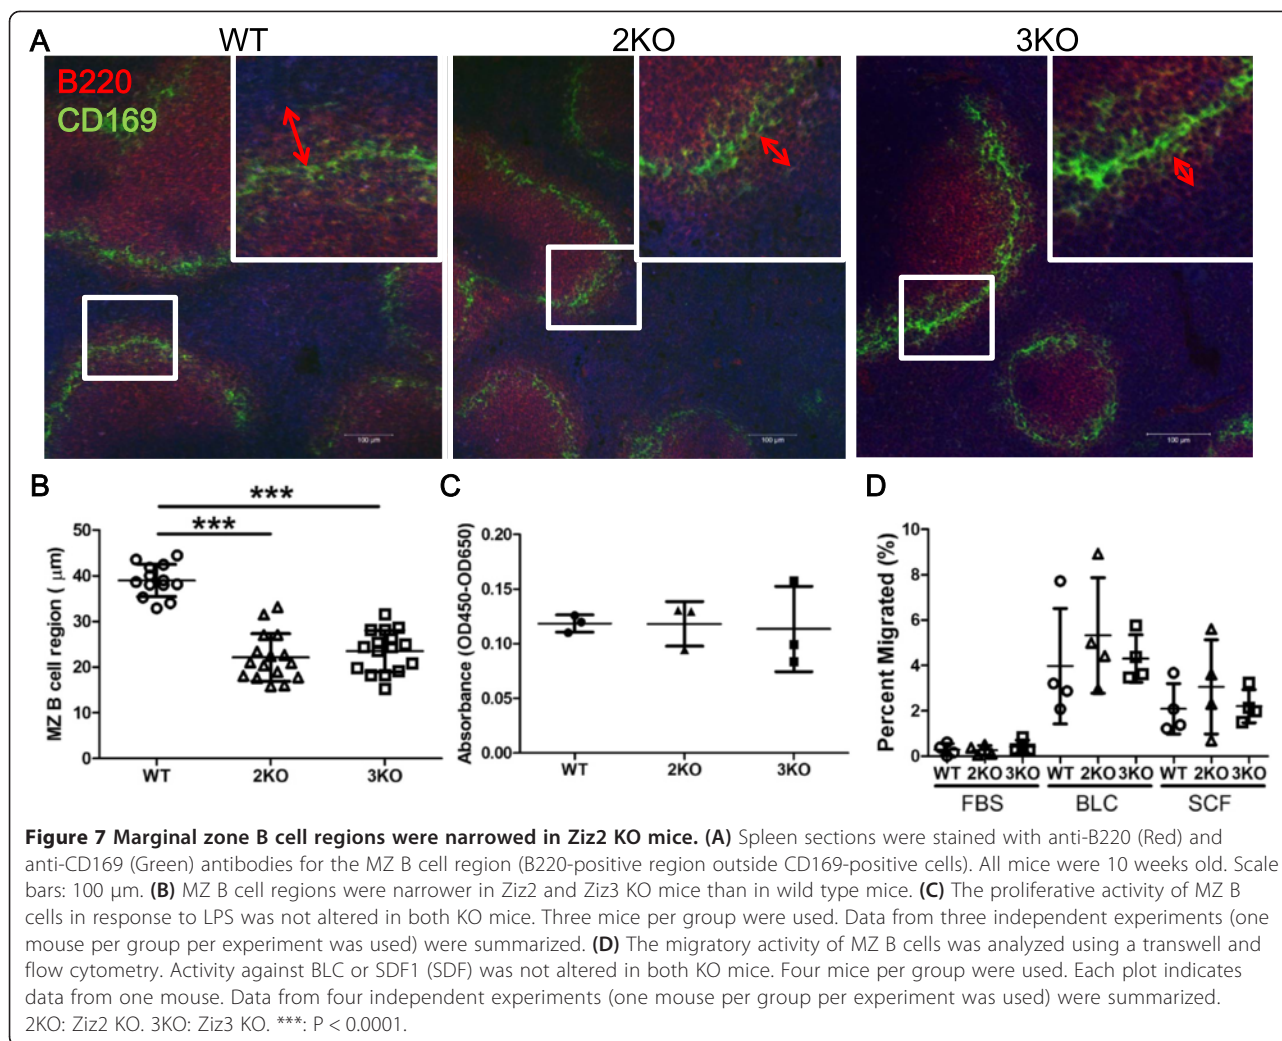 A
WT
2KO
3KO
B220
CD169
100 µm
100 µm
100 µm
B
***
***
MZ B cell region ( µm)
50
40
30
20
10
0
WT
2KO
3KO
C
Absorbance (OD450-OD650)
0.20
0.15
0.10
0.05
0.00
WT
2KO
3KO
D
Percent Migrated (%)
10
8
6
4
2
0
WT 2KO 3KO WT 2KO 3KO WT 2KO 3KO
FBS BLC SCF
Figure 7 Marginal zone B cell regions were narrowed in Ziz2 KO mice. (A) Spleen sections were stained with anti-B220 (Red) and
anti-CD169 (Green) antibodies for the MZ B cell region (B220-positive region outside CD169-positive cells). All mice were 10 weeks old. Scale
bars: 100 µm. (B) MZ B cell regions were narrower in Ziz2 and Ziz3 KO mice than in wild type mice. (C) The proliferative activity of MZ B
cells in response to LPS was not altered in both KO mice. Three mice per group were used. Data from three independent experiments (one
mouse per group per experiment was used) were summarized. (D) The migratory activity of MZ B cells was analyzed using a transwell and
flow cytometry. Activity against BLC or SDF1 (SDF) was not altered in both KO mice. Four mice per group were used. Each plot indicates
data from one mouse. Data from four independent experiments (one mouse per group per experiment was used) were summarized.
2KO: Ziz2 KO. 3KO: Ziz3 KO. ***: P < 0.0001.